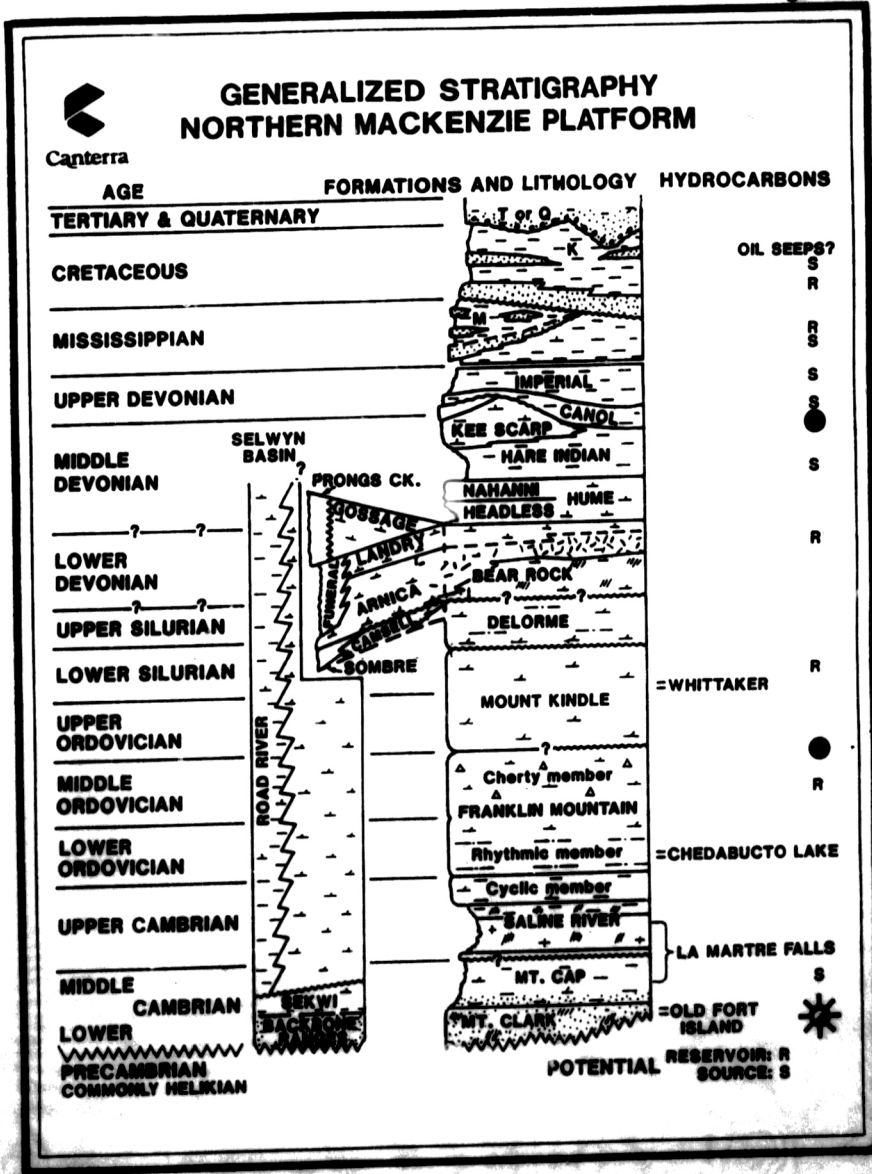 GENERALIZED STRATIGRAPHY
NORTHERN MACKENZIE PLATFORM
Canterra
AGE
FORMATIONS AND LITHOLOGY
HYDROCARBONS
TERTIARY & QUATERNARY
T or Q
CRETACEOUS
K
OIL SEEPS?
S
R
MISSISSIPPIAN
M
R
S
UPPER DEVONIAN
IMPERIAL
S
CANOL
S
KEE SCARP
SELWYN
BASIN
?
MIDDLE
DEVONIAN
HARE INDIAN
S
PRONGS CK.
NAHANNI
HUME
HEADLESS
GOSSAGE
? ?
LANDRY
R
LOWER
DEVONIAN
FUNERAL
ARNICA
BEAR ROCK
? ?
? ?
UPPER SILURIAN
CAMSELL
DELORME
LOWER SILURIAN
SOMBRE
R
MOUNT KINDLE
=WHITTAKER
UPPER
ORDOVICIAN
?
ROAD RIVER
MIDDLE
ORDOVICIAN
Cherty member
R
FRANKLIN MOUNTAIN
LOWER
ORDOVICIAN
Rhythmic member
=CHEDABUCTO LAKE
Cyclic member
UPPER CAMBRIAN
SALINE RIVER
LA MARTRE FALLS
?
MT. CAP
S
MIDDLE
CAMBRIAN
LOWER
SEKWI
BACKBONE
RANGES
MT. CLARK
=OLD FORT
ISLAND
?
PRECAMBRIAN
COMMONLY HELIKIAN
POTENTIAL
RESERVOIR: R
SOURCE: S